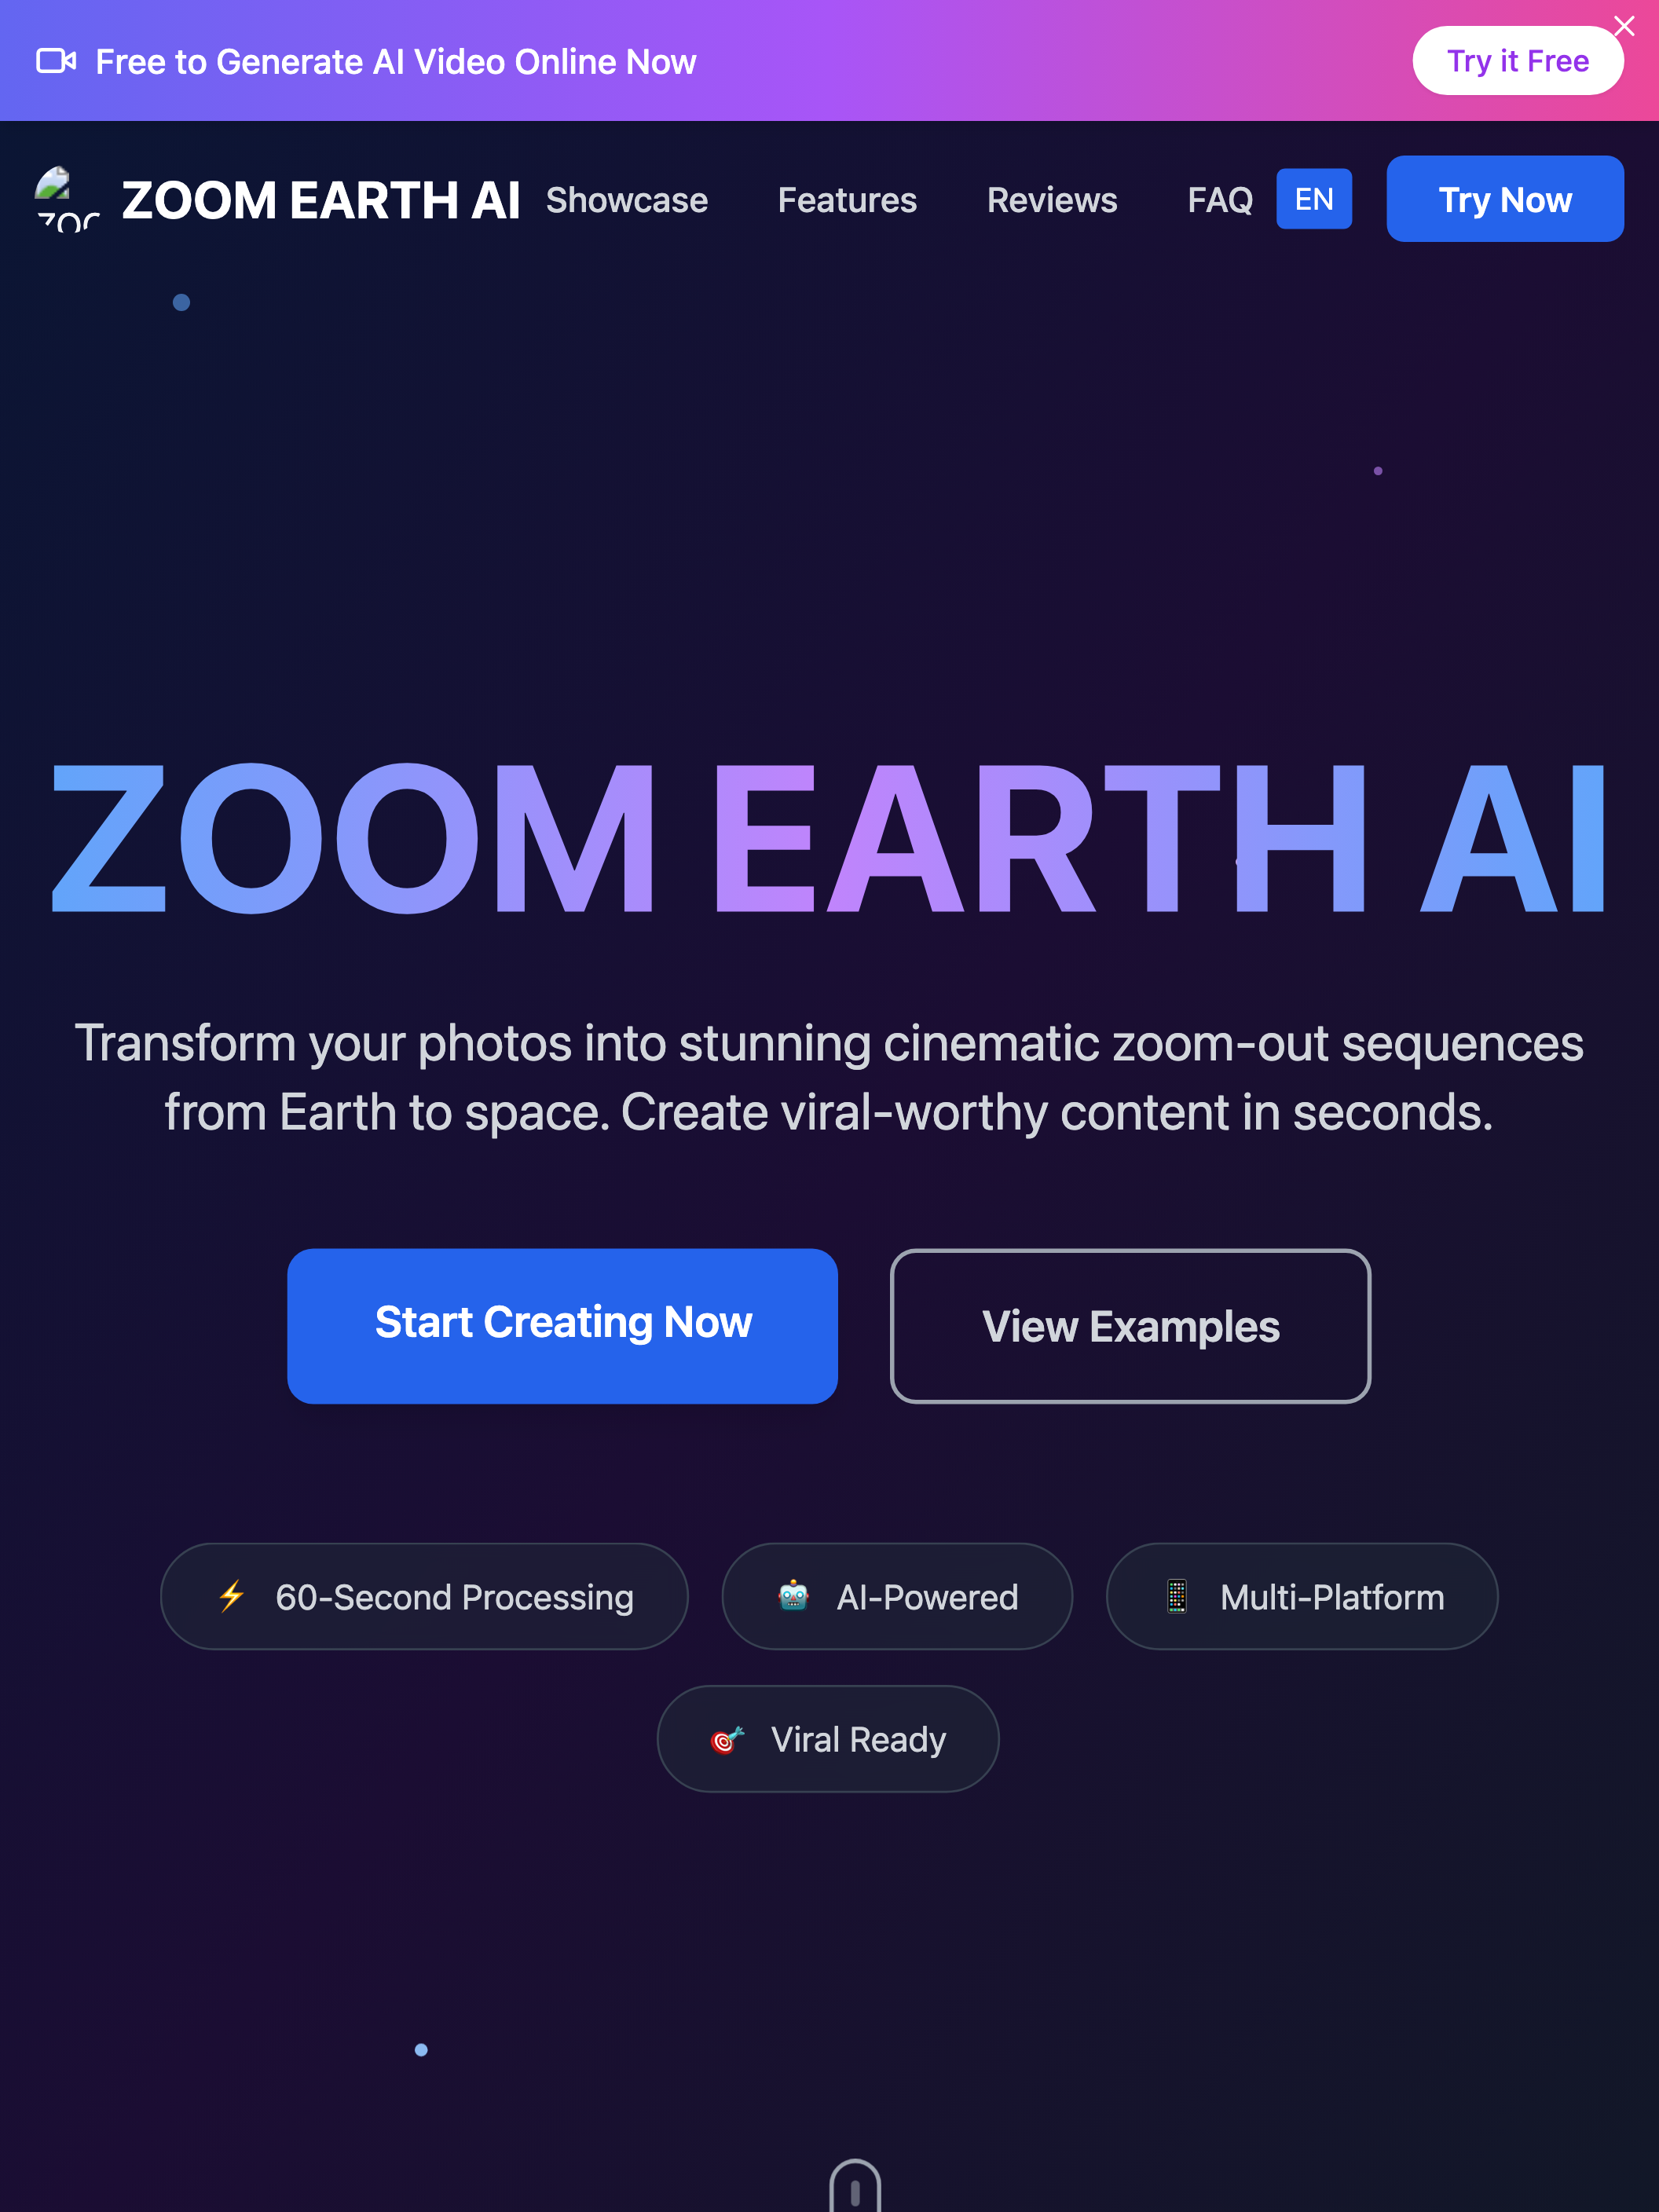 Free to Generate AI Video Online Now
Try it Free
ZOOM EARTH AI
Showcase
Features
Reviews
FAQ
EN
Try Now
ZOOM EARTH AI
Transform your photos into stunning cinematic zoom-out sequences
from Earth to space. Create viral-worthy content in seconds.
Start Creating Now
View Examples
60-Second Processing
AI-Powered
Multi-Platform
Viral Ready